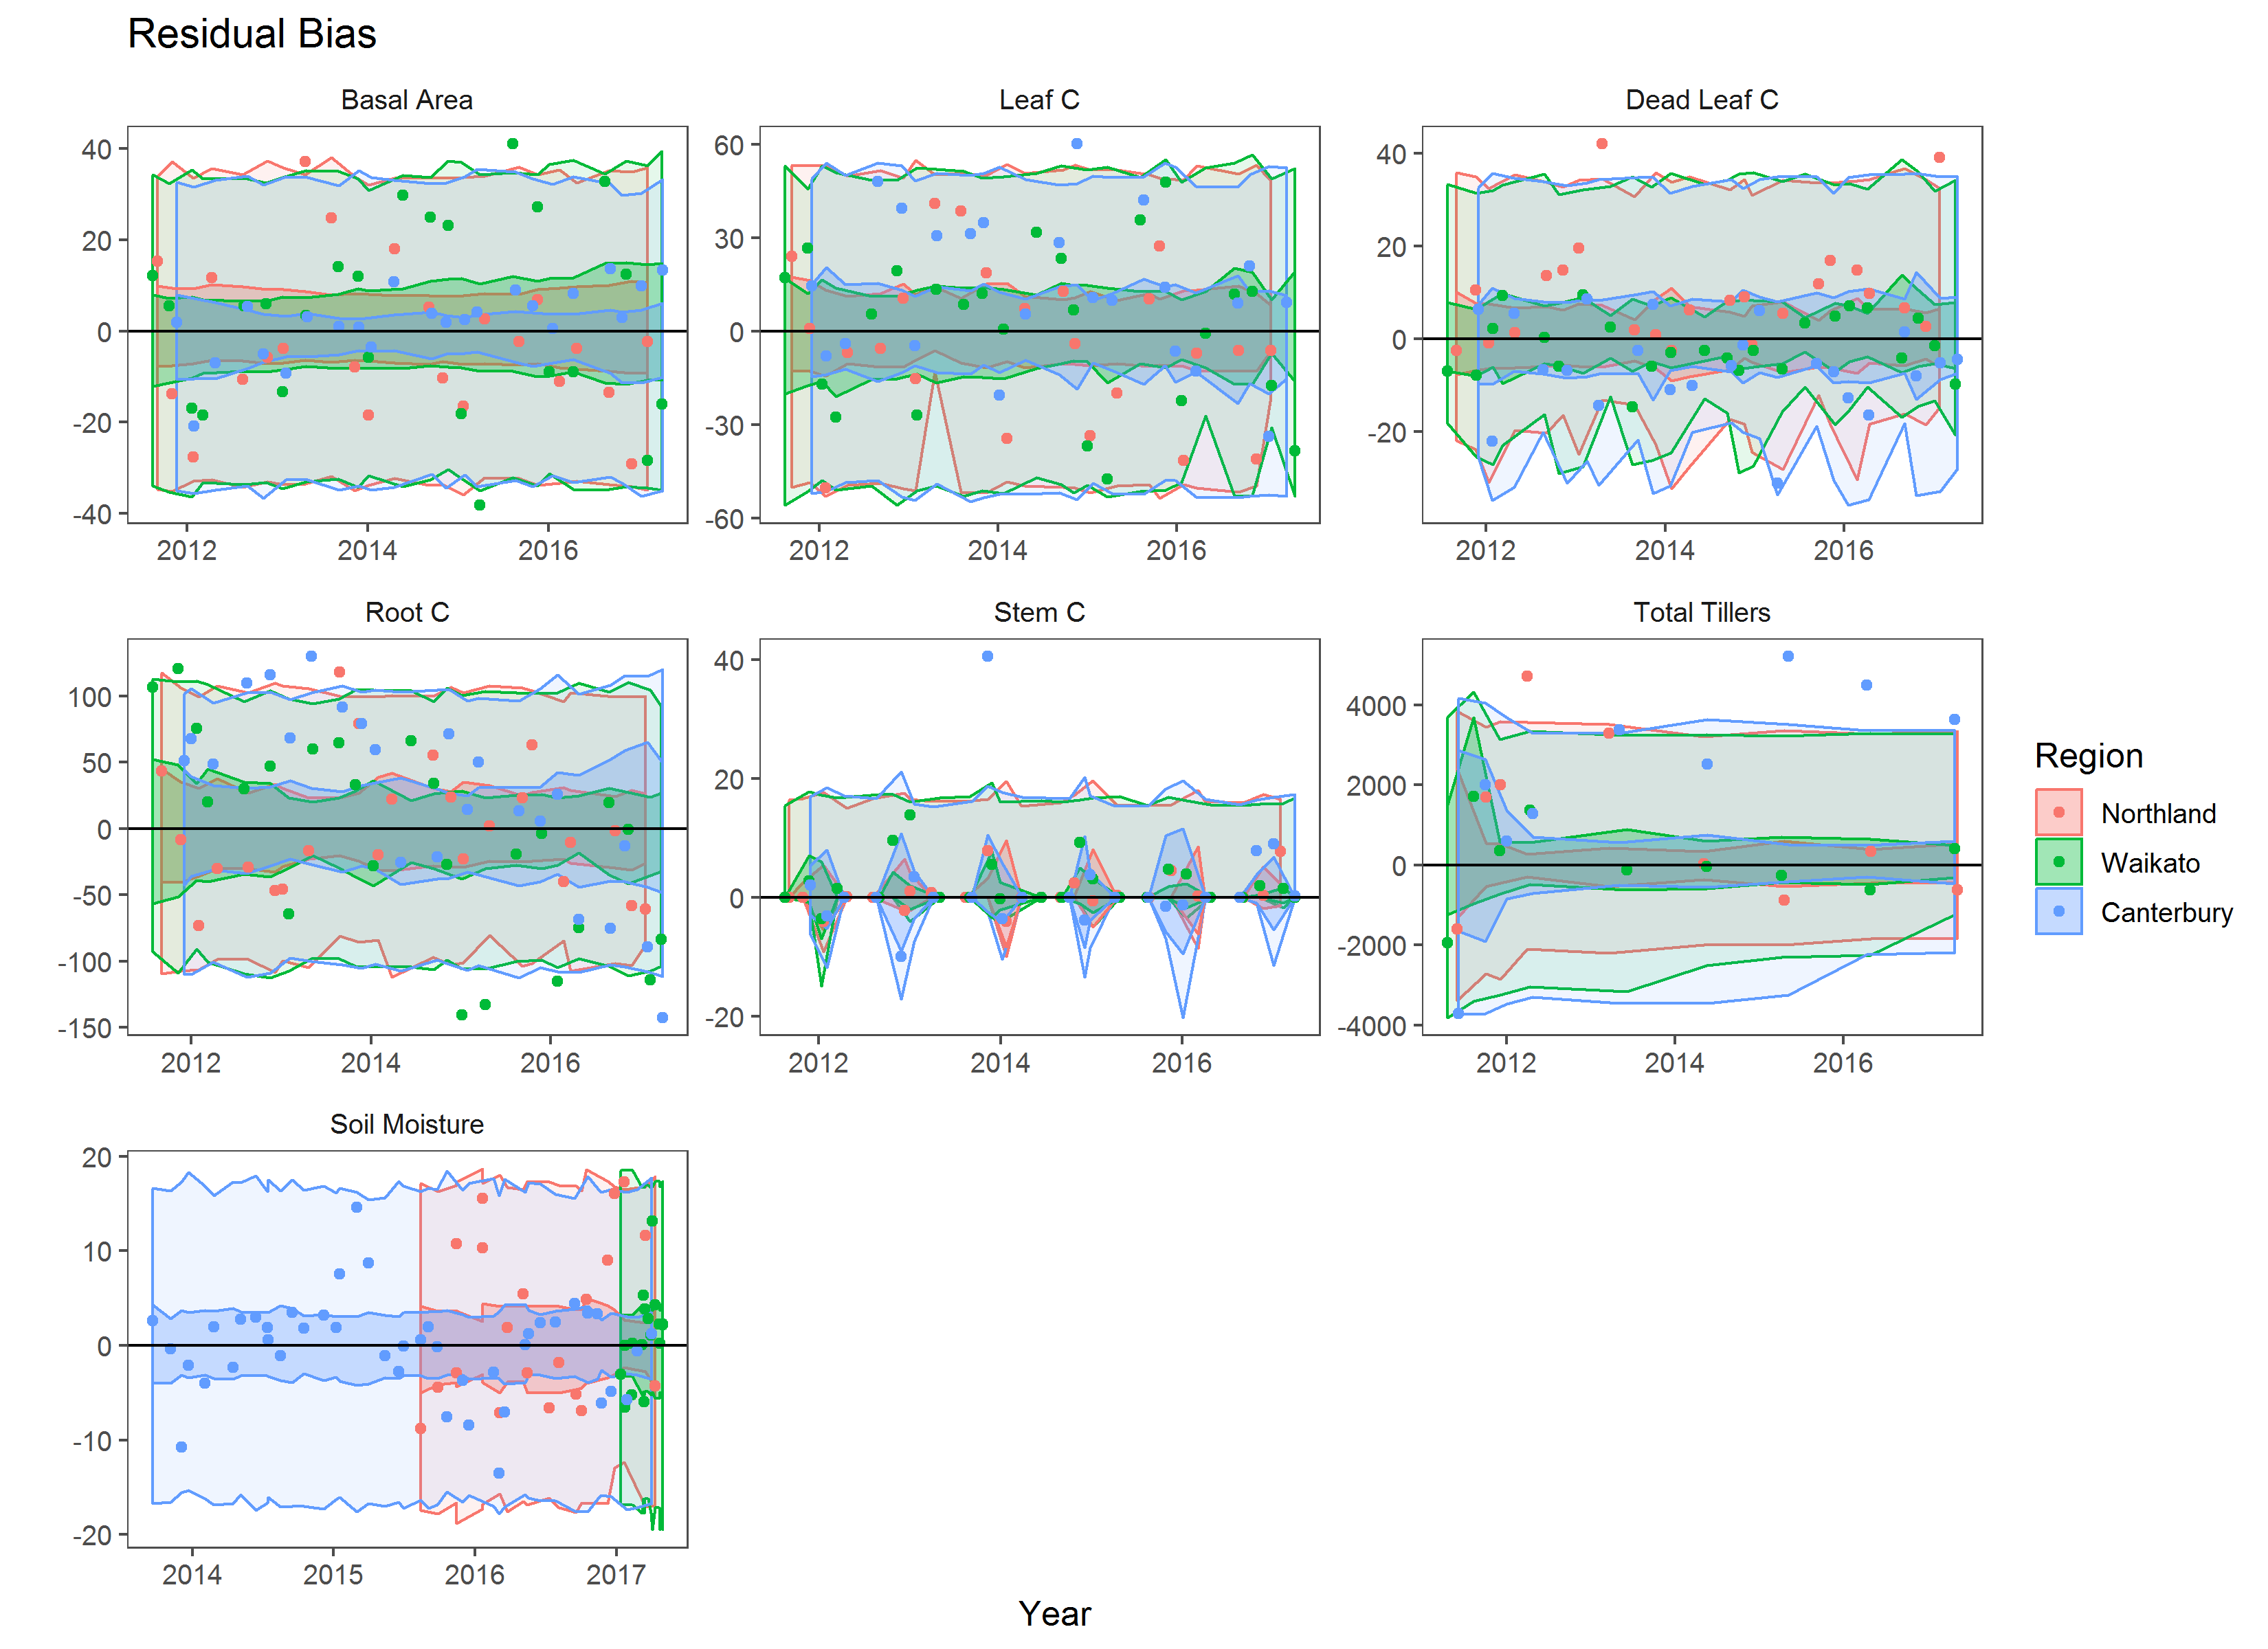 Residual Bias
Basal Area
Leaf C
Dead Leaf C
40
20
0
-20
-40
2012 2014 2016
60
30
0
-30
-60
2012 2014 2016
40
20
0
-20
2012 2014 2016
Root C
Stem C
Total Tillers
100
50
0
-50
-100
-150
2012 2014 2016
40
20
0
-20
2012 2014 2016
4000
2000
0
-2000
-4000
2012 2014 2016
Region
Northland
Waikato
Canterbury
Soil Moisture
20
10
0
-10
-20
2014 2015 2016 2017
Year